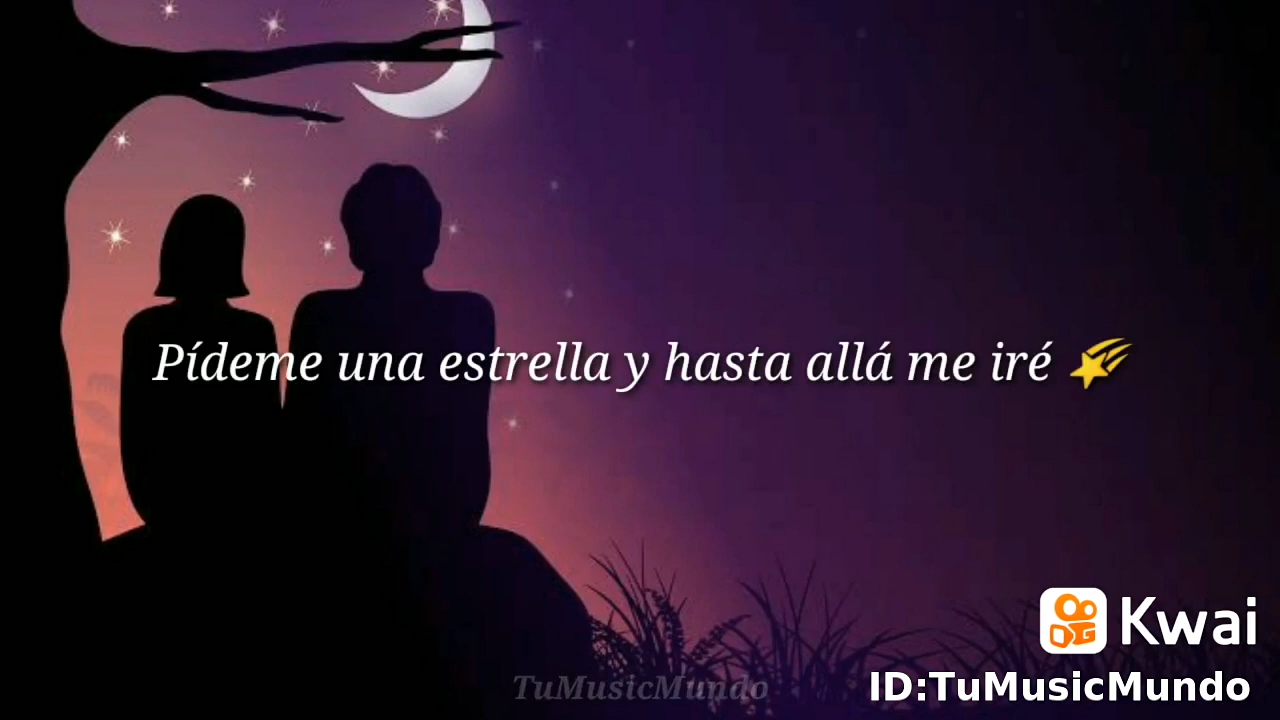 Pídeme una estrella y hasta allá me iré
Kwai
TuMusicMundo
ID:TuMusicMundo